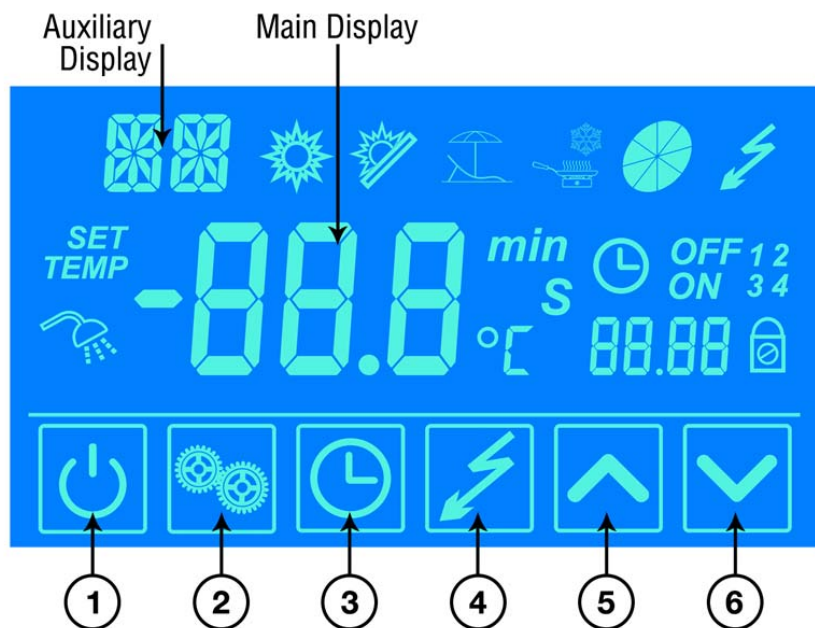 Auxiliary
Display
Main Display
88
SET
TEMP
-88.8
min
S
°C
OFF 1 2
ON 3 4
88.88
1 2 3 4 5 6